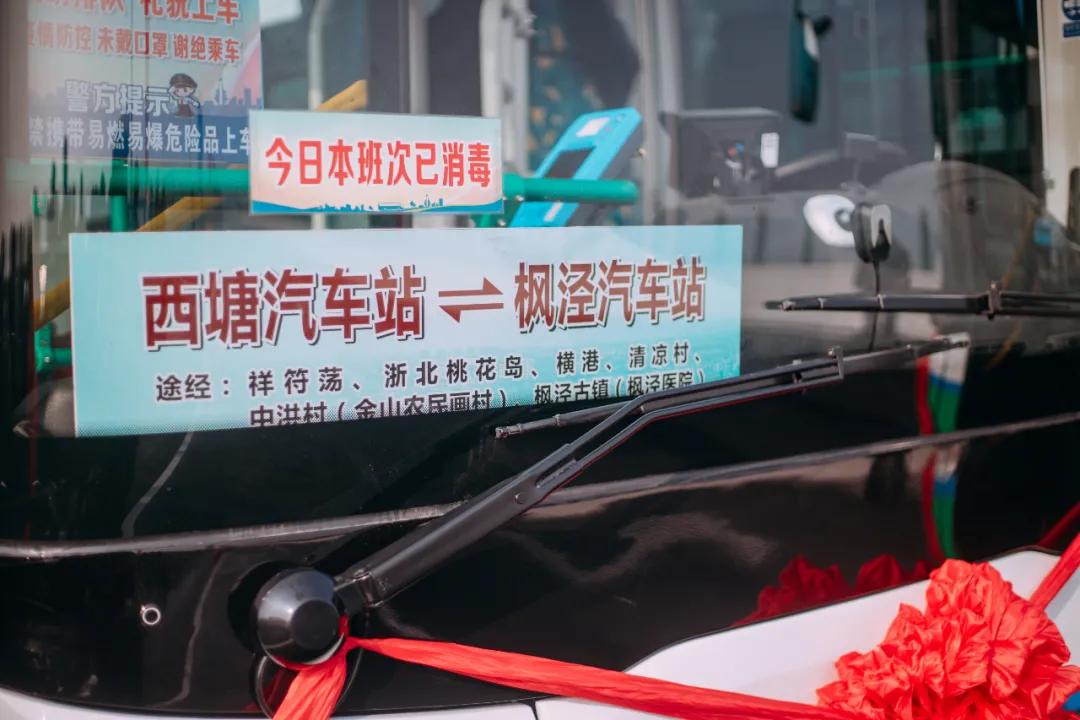 排队 礼貌上车
疫情防控 未戴口罩 谢绝乘车
警方提示
禁携带易燃易爆危险品上车
今日本班次已消毒
西塘汽车站⇌枫泾汽车站
途经：祥符荡、浙北桃花岛、横港、清凉村、
中洪村（金山农民画村） 枫泾古镇（枫泾医院）